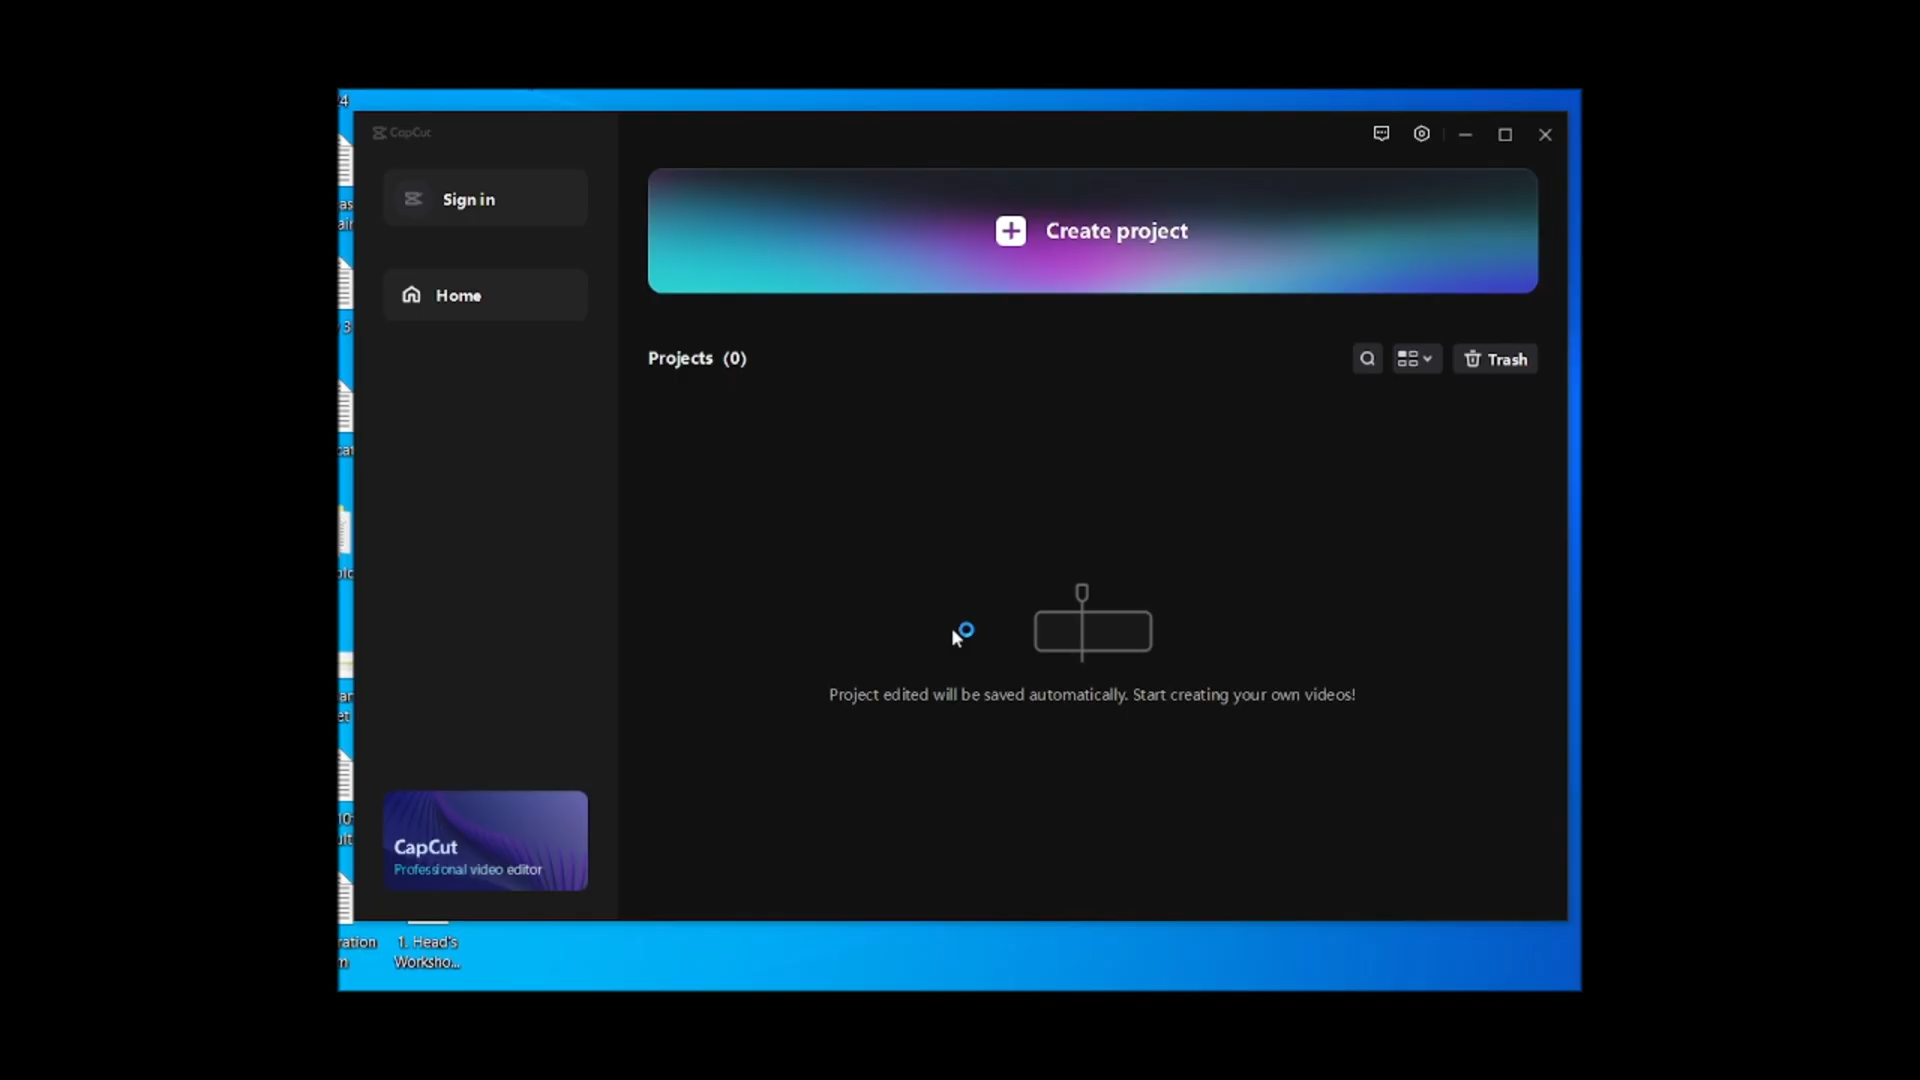 CapCut
Sign in
Home
Create project
Projects (0)
Trash
Project edited will be saved automatically. Start creating your own videos!
CapCut
Professional video editor
1. Head's
Worksho...